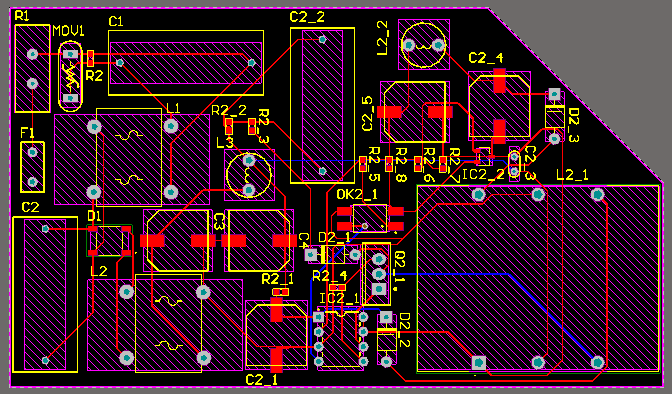 R1
MOV1
C1
C2_2
L2_2
C2_4
R2
L1
R2_2
R2_3
C2_5
D2_3
F1
L3
R2_5
R2_8
R2_6
R2_7
IC2_2
C2_3
L2_1
C2
D1
C3
C4
OK2_1
D2_1
Q2_1
L2
R2_1
R2_4
IC2_1
D2_2
C2_1